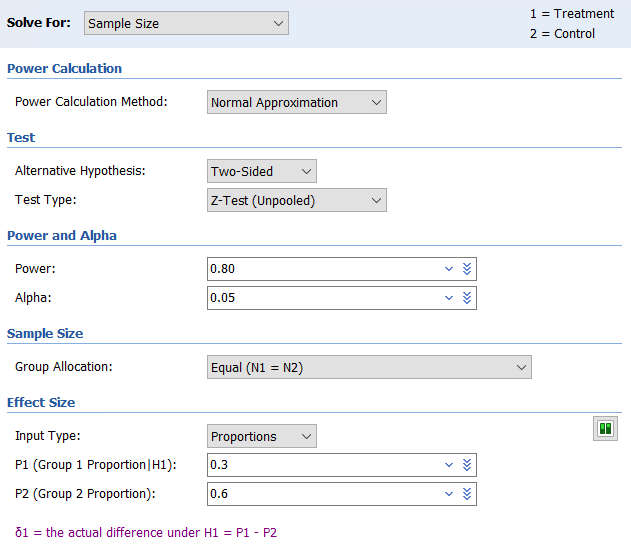 Solve For: Sample Size
1 = Treatment
2 = Control
Power Calculation
Power Calculation Method: Normal Approximation
Test
Alternative Hypothesis: Two-Sided
Test Type: Z-Test (Unpooled)
Power and Alpha
Power: 0.80
Alpha: 0.05
Sample Size
Group Allocation: Equal (N1 = N2)
Effect Size
Input Type: Proportions
P1 (Group 1 Proportion|H1): 0.3
P2 (Group 2 Proportion): 0.6
δ1 = the actual difference under H1 = P1 - P2